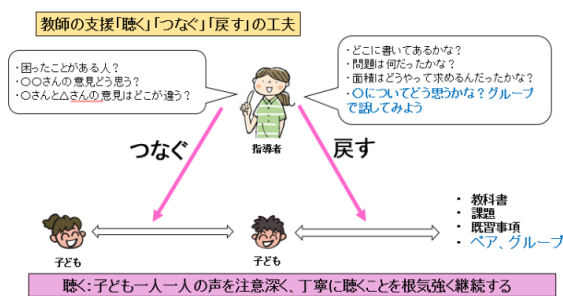 教師の支援「聴く」「つなぐ」「戻す」の工夫
・困ったことがある人？
・〇〇さんの意見どう思う？
・〇さんと△さんの意見はどこが違う？
・どこに書いてあるかな？
・問題は何だったかな？
・面積はどうやって求めるんだったかな？
・〇についてどう思うかな？グループ
で話してみよう
つなぐ
指導者
戻す
子ども
子ども
・ 教科書
・ 課題
・ 既習事項
・ ペア、グループ
聴く：子ども一人一人の声を注意深く、丁寧に聴くことを根気強く継続する